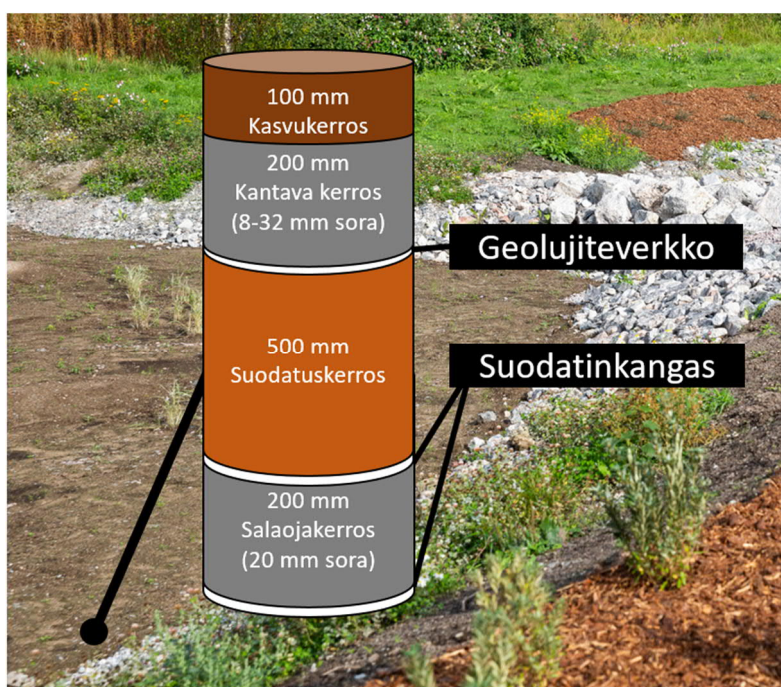 100 mm
Kasvukerros
200 mm
Kantava kerros
(8-32 mm sora)
Geolujiteverkko
500 mm
Suodatuskerros
Suodatinkangas
200 mm
Salaojakerros
(20 mm sora)